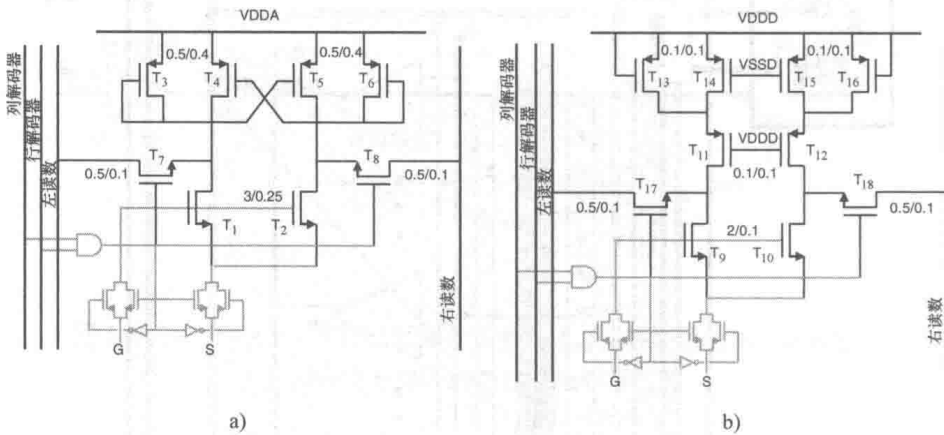 VDDA
0.5/0.4
0.5/0.4
T3
T4
T5
T6
列解码器
行解码器
左读数
T7
T8
0.5/0.1
0.5/0.1
3/0.25
T1
T2
右读数
G
S
a)
VDDD
0.1/0.1
0.1/0.1
VSSD
T13
T14
T15
T16
列解码器
行解码器
左读数
VDDD
T11
T12
0.1/0.1
T17
T18
0.5/0.1
0.5/0.1
2/0.1
T9
T10
右读数
G
S
b)